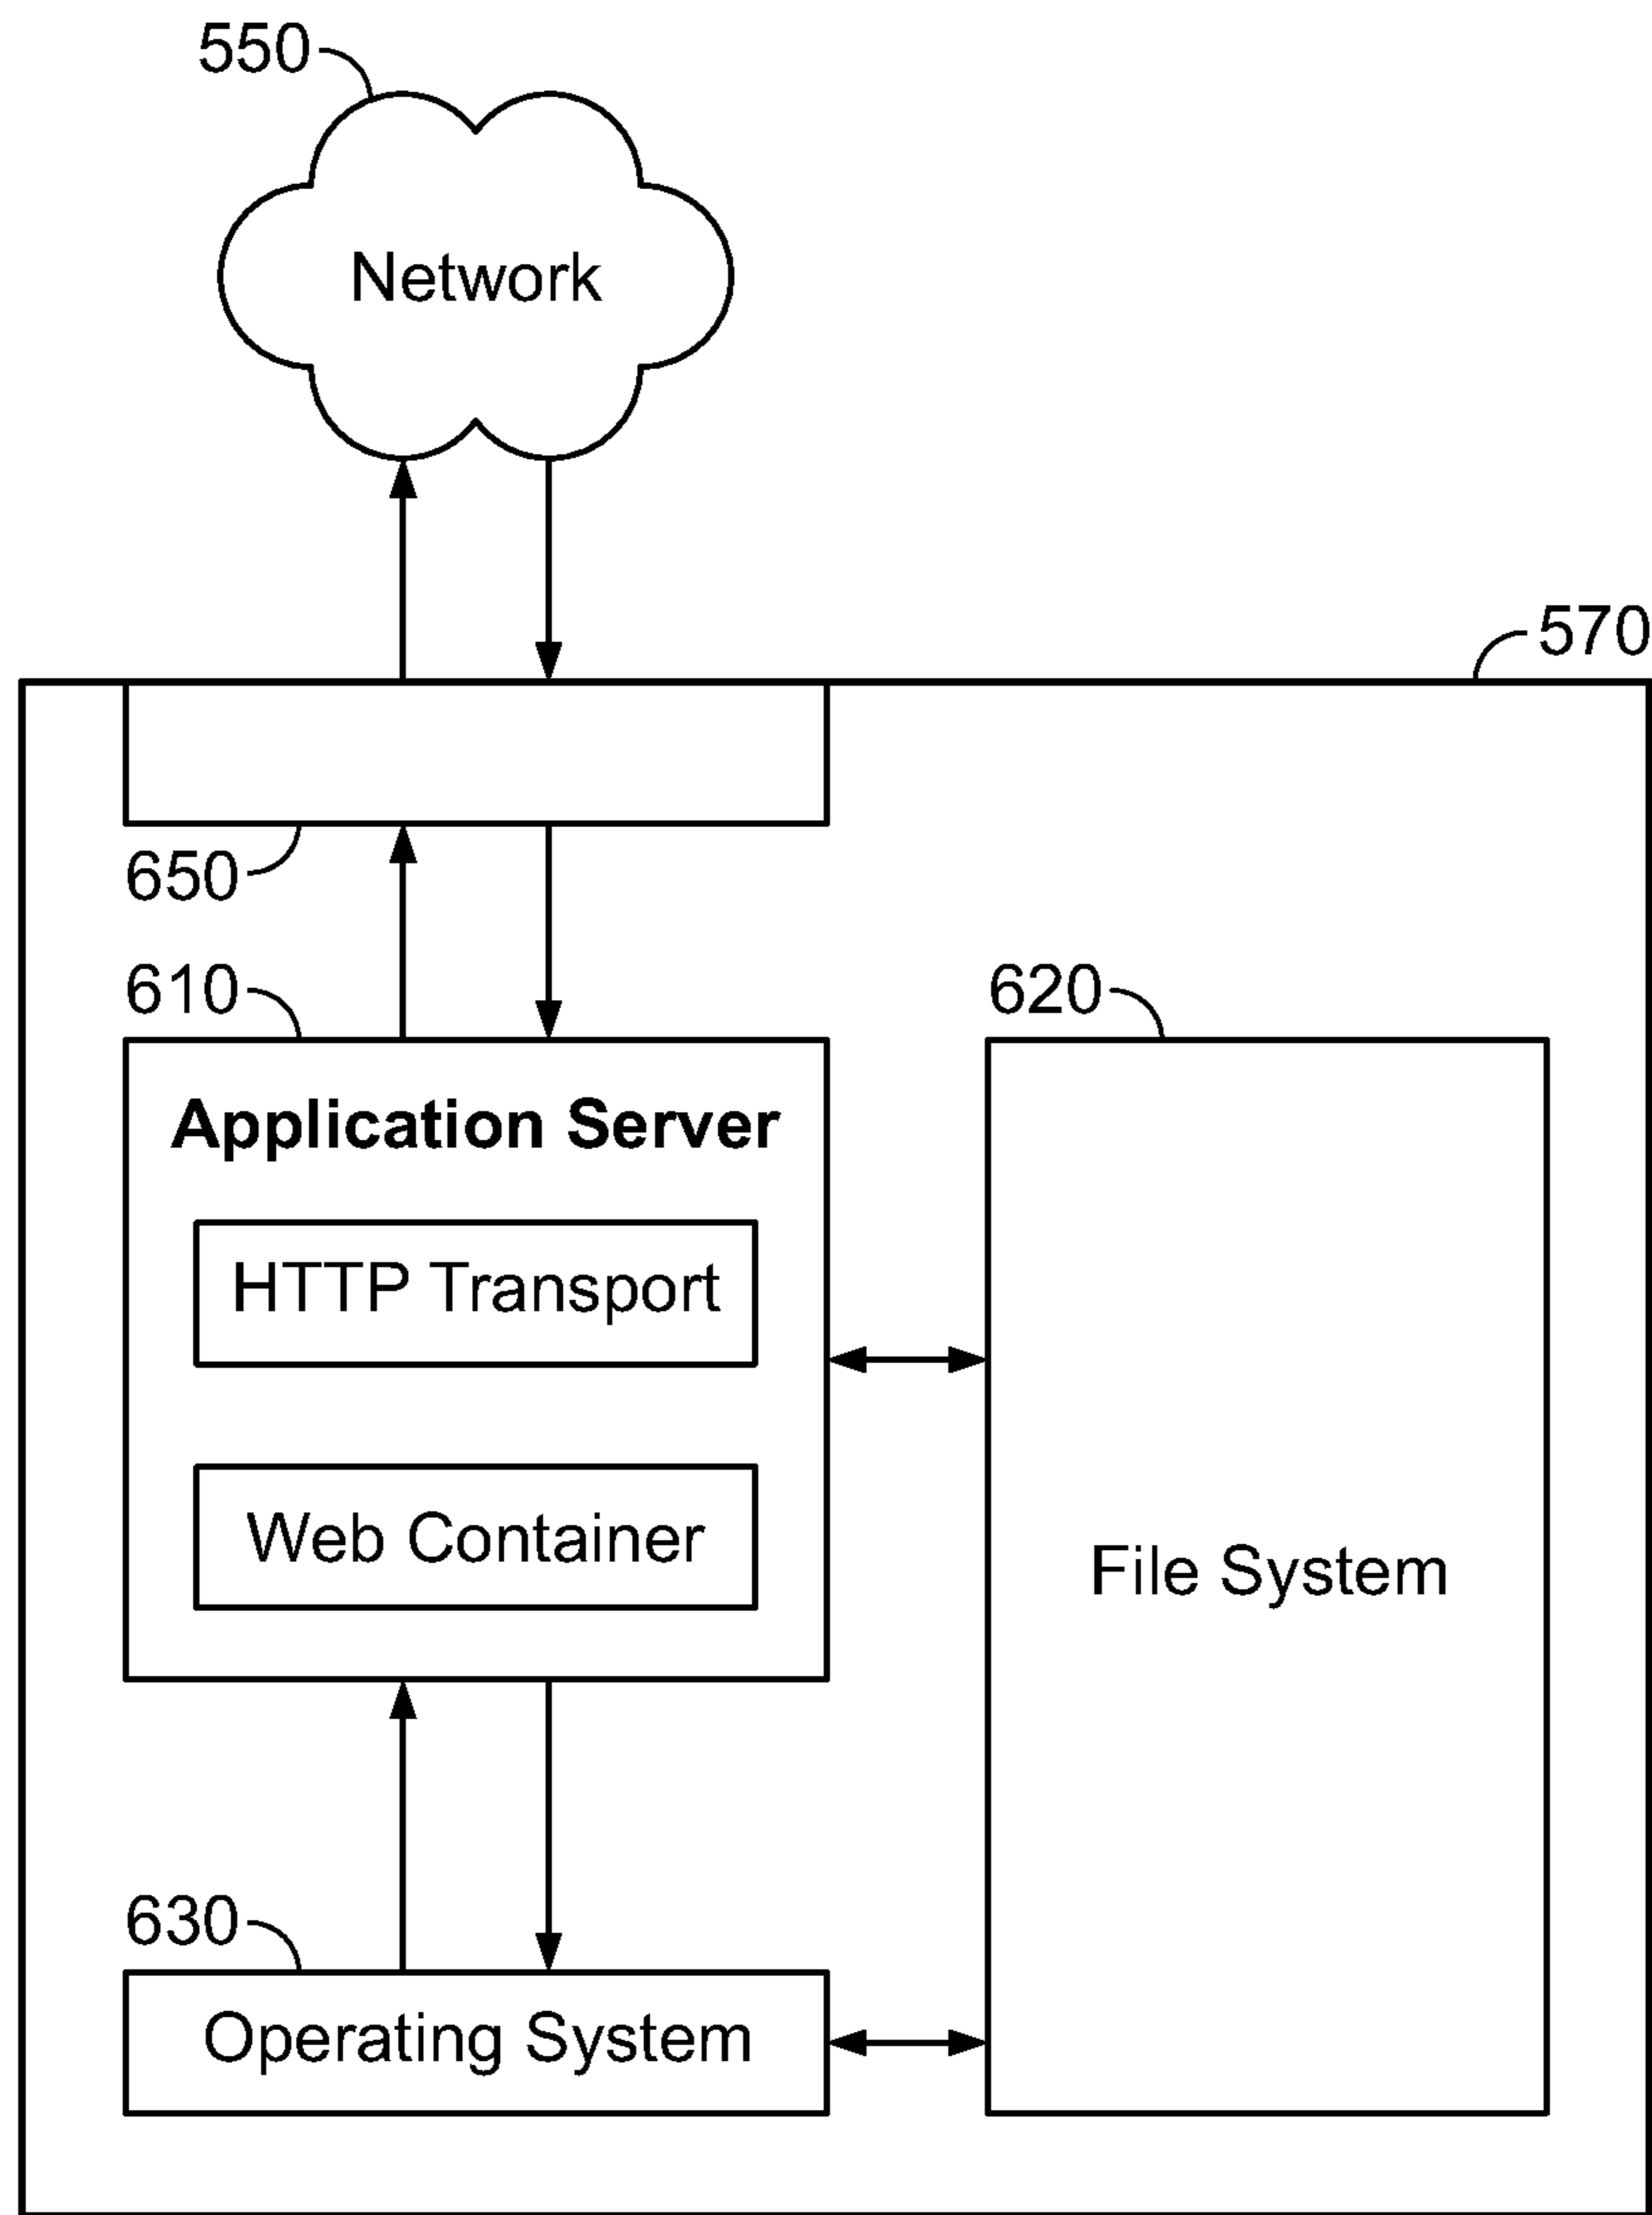 550
Network
570
650
610
620
Application Server
HTTP Transport
Web Container
File System
630
Operating System